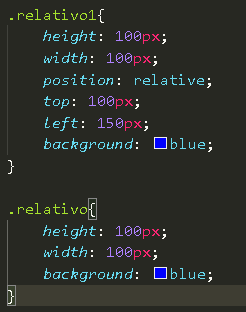 .relativo1{
height: 100px;
width: 100px;
position: relative;
top: 100px;
left: 150px;
background: blue;
}
.relativo{
height: 100px;
width: 100px;
background: blue;
}